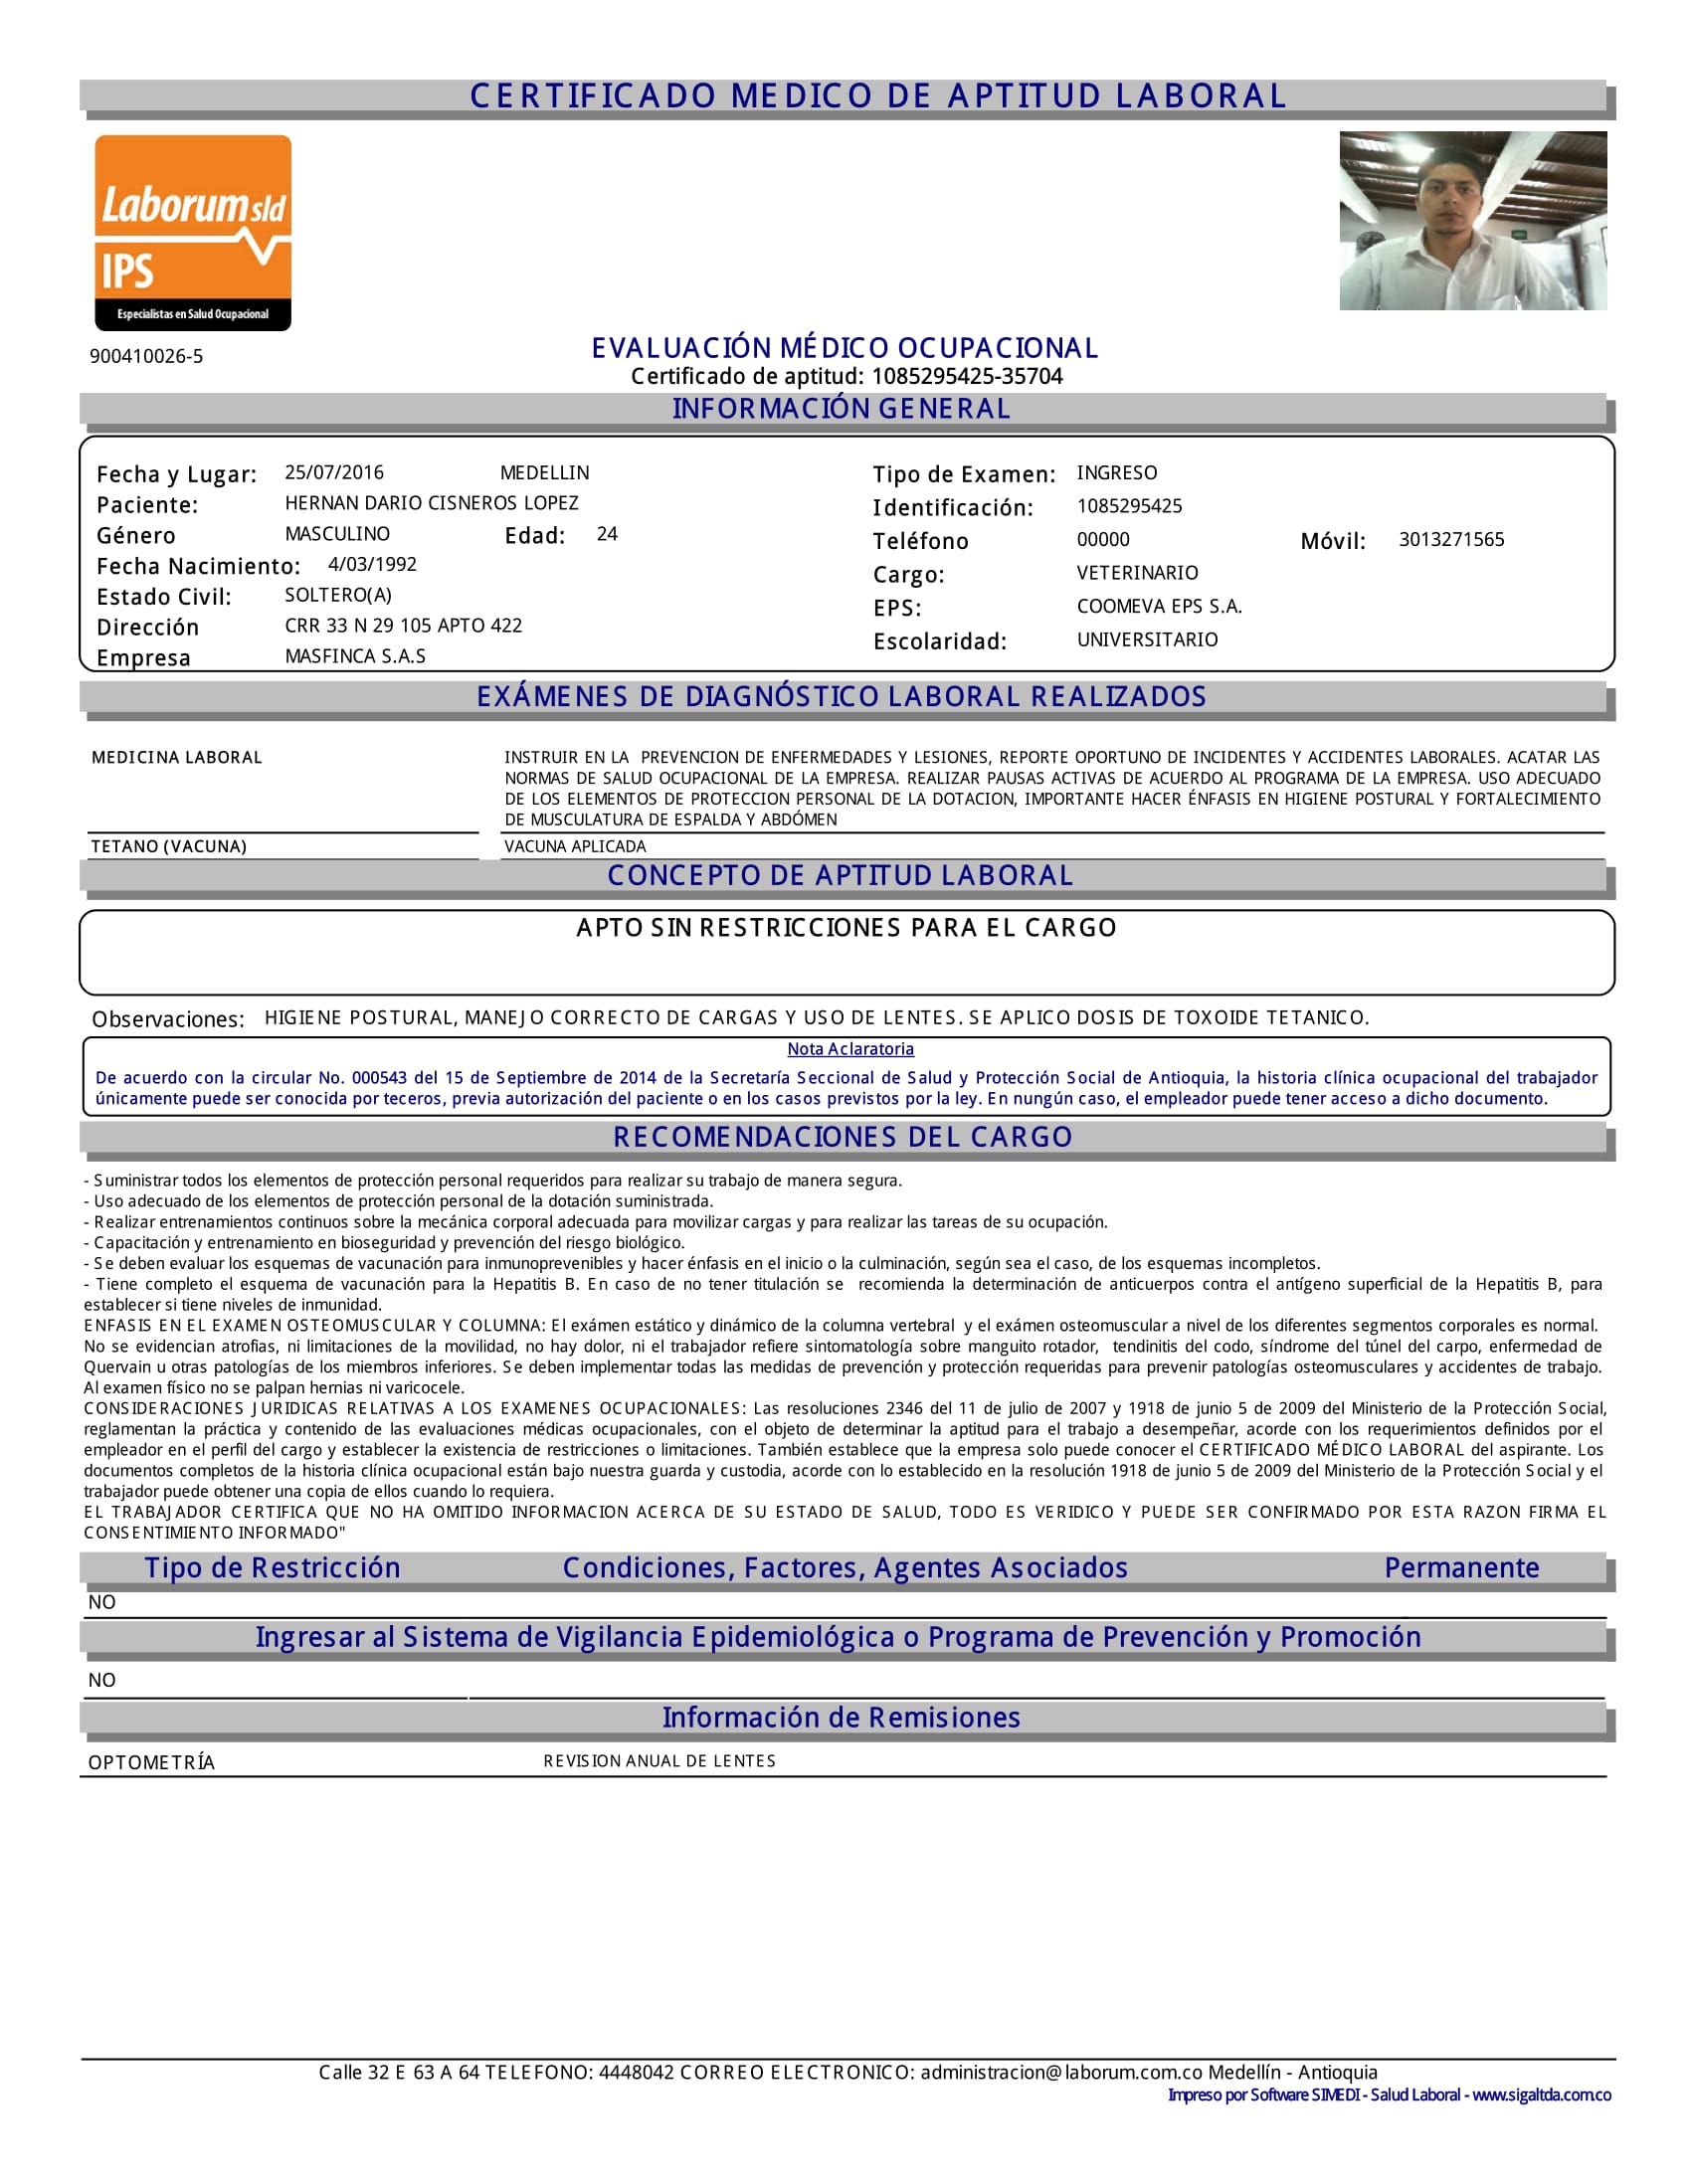 CERTIFICADO MEDICO DE APTITUD LABORAL
Laborum sld
IPS
Especialistas en Salud Ocupacional
900410026-5
EVALUACIÓN MÉDICO OCUPACIONAL
Certificado de aptitud: 1085295425-35704
INFORMACIÓN GENERAL
Fecha y Lugar: 25/07/2016 MEDELLIN Tipo de Examen: INGRESO
Paciente: HERNAN DARIO CISNEROS LOPEZ Identificación: 1085295425
Género MASCULINO Edad: 24 Teléfono 00000 Móvil: 3013271565
Fecha Nacimiento: 4/03/1992 Cargo: VETERINARIO
Estado Civil: SOLTERO(A) EPS: COOMEVA EPS S.A.
Dirección CRR 33 N 29 105 APTO 422 Escolaridad: UNIVERSITARIO
Empresa MASFINCA S.A.S
EXÁMENES DE DIAGNÓSTICO LABORAL REALIZADOS
MEDICINA LABORAL INSTRUIR EN LA PREVENCION DE ENFERMEDADES Y LESIONES, REPORTE OPORTUNO DE INCIDENTES Y ACCIDENTES LABORALES. ACATAR LAS
NORMAS DE SALUD OCUPACIONAL DE LA EMPRESA. REALIZAR PAUSAS ACTIVAS DE ACUERDO AL PROGRAMA DE LA EMPRESA. USO ADECUADO
DE LOS ELEMENTOS DE PROTECCION PERSONAL DE LA DOTACION, IMPORTANTE HACER ÉNFASIS EN HIGIENE POSTURAL Y FORTALECIMIENTO
DE MUSCULATURA DE ESPALDA Y ABDÓMEN
TETANO (VACUNA) VACUNA APLICADA
CONCEPTO DE APTITUD LABORAL
APTO SIN RESTRICCIONES PARA EL CARGO
Observaciones: HIGIENE POSTURAL, MANEJO CORRECTO DE CARGAS Y USO DE LENTES. SE APLICO DOSIS DE TOXOIDE TETANICO.
Nota Aclaratoria
De acuerdo con la circular No. 000543 del 15 de Septiembre de 2014 de la Secretaría Seccional de Salud y Protección Social de Antioquia, la historia clínica ocupacional del trabajador
únicamente puede ser conocida por teceros, previa autorización del paciente o en los casos previstos por la ley. En nungún caso, el empleador puede tener acceso a dicho documento.
RECOMENDACIONES DEL CARGO
- Suministrar todos los elementos de protección personal requeridos para realizar su trabajo de manera segura.
- Uso adecuado de los elementos de protección personal de la dotación suministrada.
- Realizar entrenamientos continuos sobre la mecánica corporal adecuada para movilizar cargas y para realizar las tareas de su ocupación.
- Capacitación y entrenamiento en bioseguridad y prevención del riesgo biológico.
- Se deben evaluar los esquemas de vacunación para inmunoprevenibles y hacer énfasis en el inicio o la culminación, según sea el caso, de los esquemas incompletos.
- Tiene completo el esquema de vacunación para la Hepatitis B. En caso de no tener titulación se recomienda la determinación de anticuerpos contra el antígeno superficial de la Hepatitis B, para
establecer si tiene niveles de inmunidad.
ENFASIS EN EL EXAMEN OSTEOMUSCULAR Y COLUMNA: El exámen estático y dinámico de la columna vertebral y el exámen osteomuscular a nivel de los diferentes segmentos corporales es normal.
No se evidencian atrofias, ni limitaciones de la movilidad, no hay dolor, ni el trabajador refiere sintomatología sobre manguito rotador, tendinitis del codo, síndrome del túnel del carpo, enfermedad de
Quervain u otras patologías de los miembros inferiores. Se deben implementar todas las medidas de prevención y protección requeridas para prevenir patologías osteomusculares y accidentes de trabajo.
Al examen físico no se palpan hernias ni varicocele.
CONSIDERACIONES JURIDICAS RELATIVAS A LOS EXAMENES OCUPACIONALES: Las resoluciones 2346 del 11 de julio de 2007 y 1918 de junio 5 de 2009 del Ministerio de la Protección Social,
reglamentan la práctica y contenido de las evaluaciones médicas ocupacionales, con el objeto de determinar la aptitud para el trabajo a desempeñar, acorde con los requerimientos definidos por el
empleador en el perfil del cargo y establecer la existencia de restricciones o limitaciones. También establece que la empresa solo puede conocer el CERTIFICADO MÉDICO LABORAL del aspirante. Los
documentos completos de la historia clínica ocupacional están bajo nuestra guarda y custodia, acorde con lo establecido en la resolución 1918 de junio 5 de 2009 del Ministerio de la Protección Social y el
trabajador puede obtener una copia de ellos cuando lo requiera.
EL TRABAJADOR CERTIFICA QUE NO HA OMITIDO INFORMACION ACERCA DE SU ESTADO DE SALUD, TODO ES VERIDICO Y PUEDE SER CONFIRMADO POR ESTA RAZON FIRMA EL
CONSENTIMIENTO INFORMADO"
Tipo de Restricción Condiciones, Factores, Agentes Asociados Permanente
NO
Ingresar al Sistema de Vigilancia Epidemiológica o Programa de Prevención y Promoción
NO
Información de Remisiones
OPTOMETRÍA REVISION ANUAL DE LENTES
Calle 32 E 63 A 64 TELEFONO: 4448042 CORREO ELECTRONICO: administracion@laborum.com.co Medellín - Antioquia
Impreso por Software SIMEDI - Salud Laboral - www.sigaltda.com.co